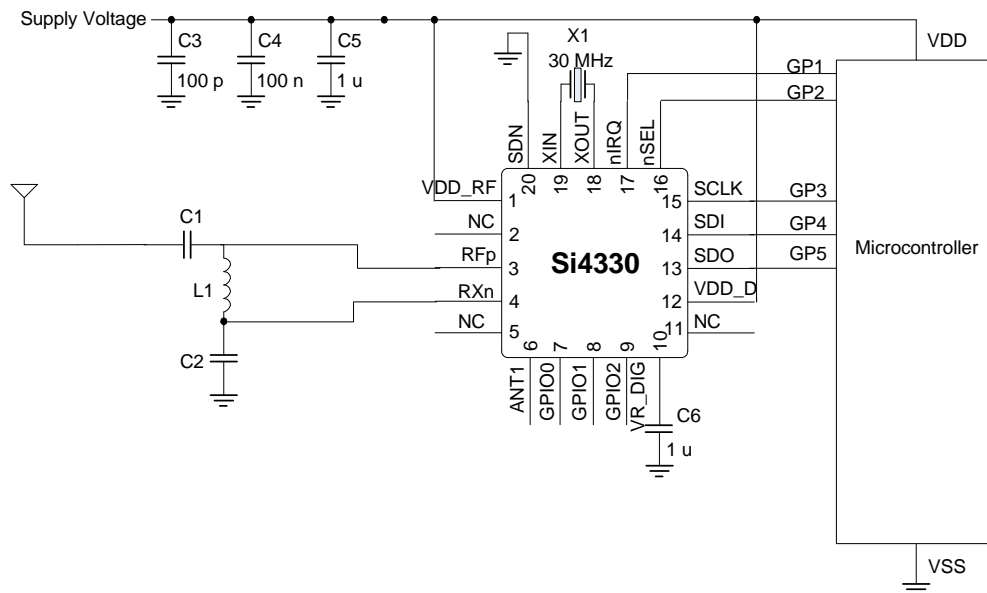 Supply Voltage
C3
100 p
C4
100 n
C5
1 u
X1
30 MHz
VDD
GP1
GP2
SDN
XIN
XOUT
nIRQ
nSEL
20
19
18
17
16
VDD_RF
1
15
SCLK
GP3
NC
2
14
SDI
GP4
C1
RFp
3
Si4330
13
SDO
GP5
Microcontroller
L1
RXn
4
12
VDD_D
NC
5
11
NC
6
7
8
9
10
C2
ANT1
GPIO0
GPIO1
GPIO2
VR_DIG
C6
1 u
VSS